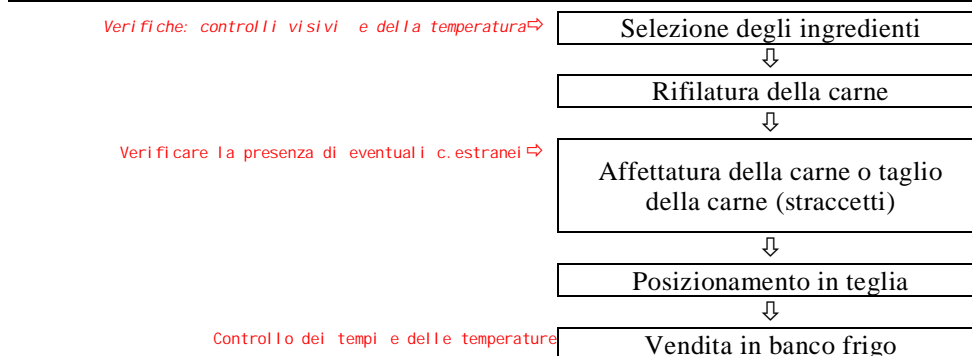 Verifiche: controlli visivi e della temperatura⇨
Selezione degli ingredienti
⇩
Rifilatura della carne
⇩
Verificare la presenza di eventuali c.estranei⇨
Affettatura della carne o taglio
della carne (straccetti)
⇩
Posizionamento in teglia
⇩
Controllo dei tempi e delle temperature
Vendita in banco frigo